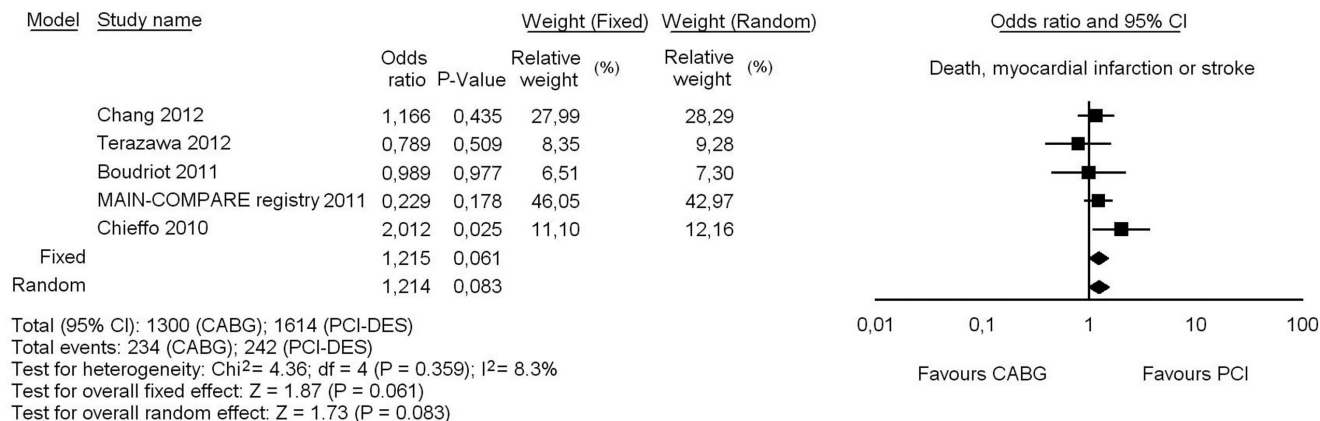 Model Study name Weight (Fixed) Weight (Random) Odds ratio and 95% CI
Odds ratio P-Value Relative weight (%) Relative weight (%) Death, myocardial infarction or stroke
Chang 2012 1,166 0,435 27,99 28,29
Terazawa 2012 0,789 0,509 8,35 9,28
Boudriot 2011 0,989 0,977 6,51 7,30
MAIN-COMPARE registry 2011 0,229 0,178 46,05 42,97
Chieffo 2010 2,012 0,025 11,10 12,16
Fixed 1,215 0,061
Random 1,214 0,083
Total (95% CI): 1300 (CABG); 1614 (PCI-DES)
Total events: 234 (CABG); 242 (PCI-DES)
Test for heterogeneity: Chi²= 4.36; df = 4 (P = 0.359); I²= 8.3%
Test for overall fixed effect: Z = 1.87 (P = 0.061)
Test for overall random effect: Z = 1.73 (P = 0.083)
0,01 0,1 1 10 100
Favours CABG Favours PCI